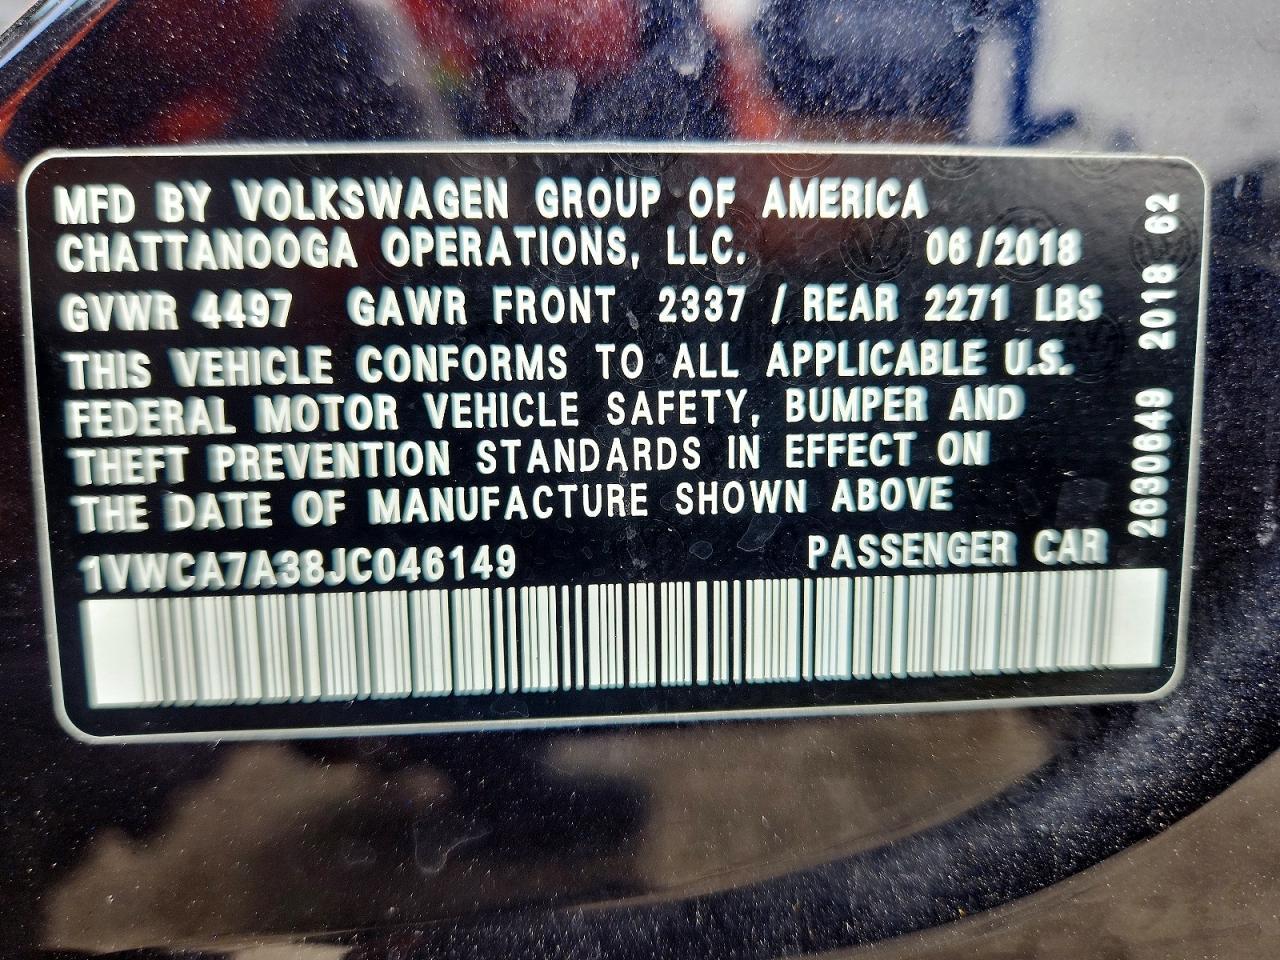 MFD BY VOLKSWAGEN GROUP OF AMERICA
CHATTANOOGA OPERATIONS, LLC. 06/2018
GVWR 4497 GAWR FRONT 2337 / REAR 2271 LBS
THIS VEHICLE CONFORMS TO ALL APPLICABLE U.S.
FEDERAL MOTOR VEHICLE SAFETY, BUMPER AND
THEFT PREVENTION STANDARDS IN EFFECT ON
THE DATE OF MANUFACTURE SHOWN ABOVE
1VWCA7A38JC046149 PASSENGER CAR
2630649 2018 62